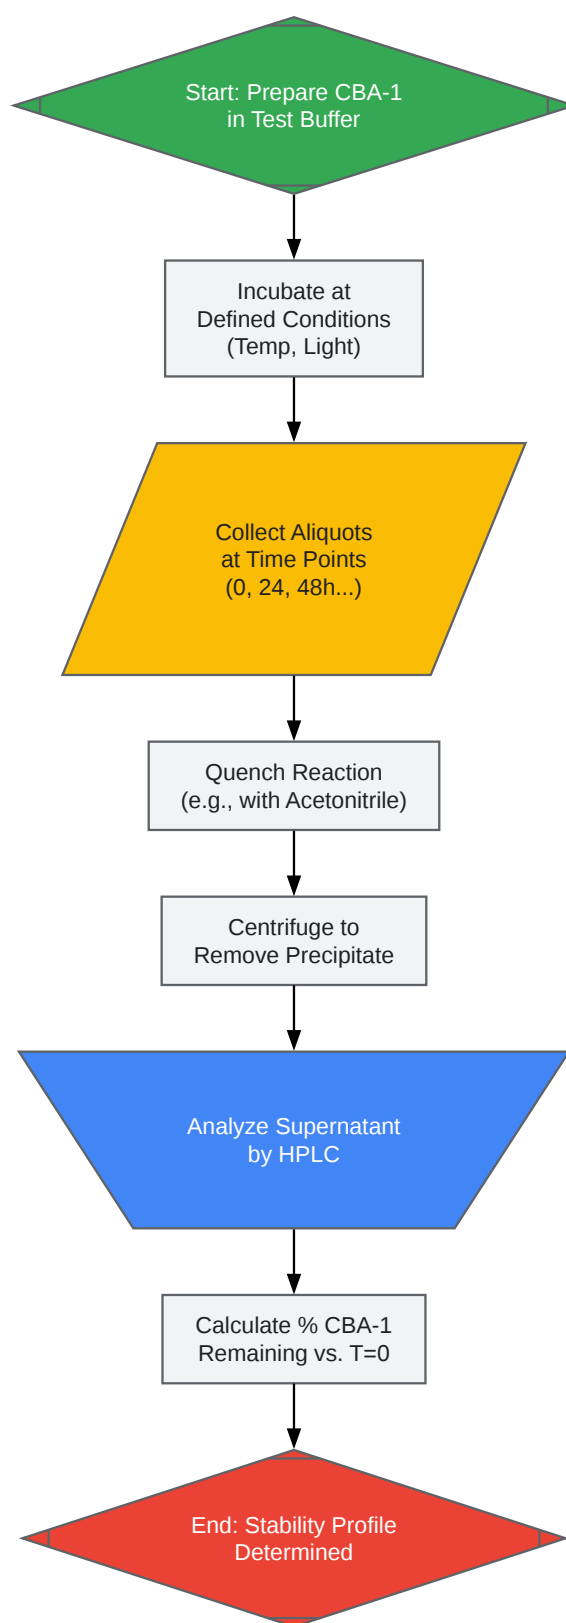 Start: Prepare CBA-1
in Test Buffer
Incubate at
Defined Conditions
(Temp, Light)
Collect Aliquots
at Time Points
(0, 24, 48h...)
Quench Reaction
(e.g., with Acetonitrile)
Centrifuge to
Remove Precipitate
Analyze Supernatant
by HPLC
Calculate % CBA-1
Remaining vs. T=0
End: Stability Profile
Determined